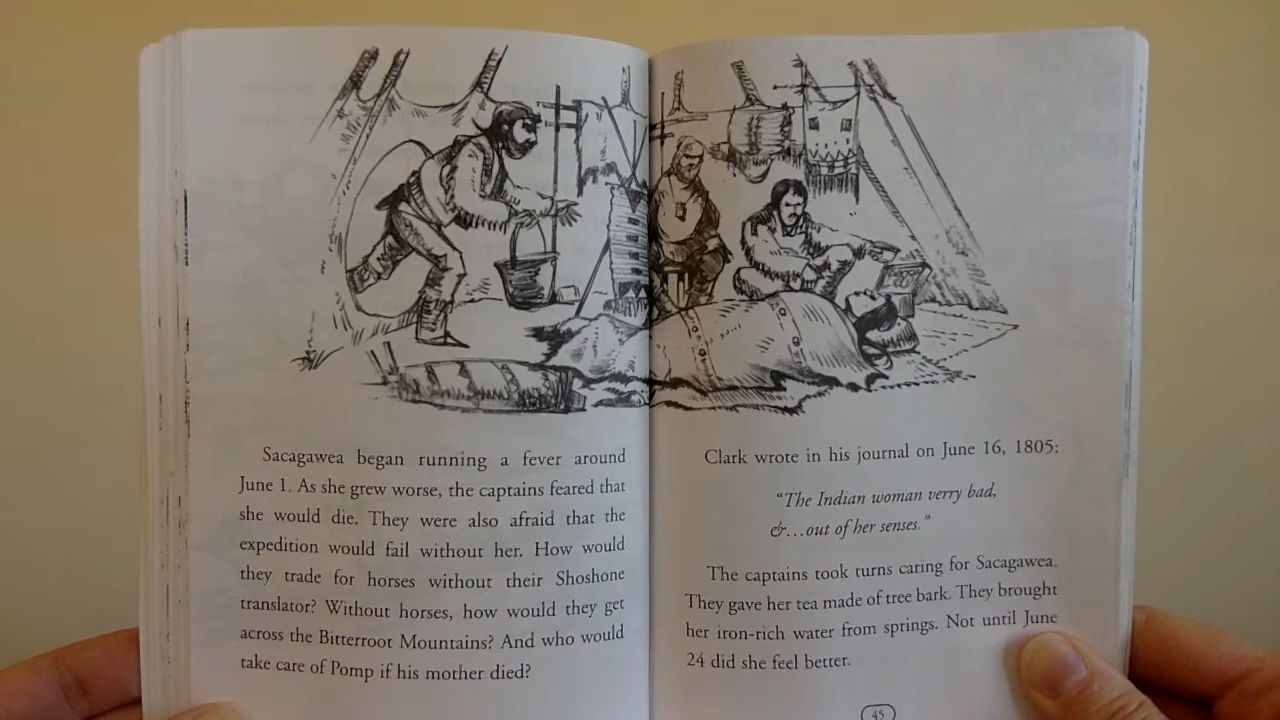 Sacagawea began running a fever around
June 1. As she grew worse, the captains feared that
she would die. They were also afraid that the
expedition would fail without her. How would
they trade for horses without their Shoshone
translator? Without horses, how would they get
across the Bitterroot Mountains? And who would
take care of Pomp if his mother died?
Clark wrote in his journal on June 16, 1805:
“The Indian woman verry bad,
&…out of her senses.”
The captains took turns caring for Sacagawea.
They gave her tea made of tree bark. They brought
her iron-rich water from springs. Not until June
24 did she feel better.
45